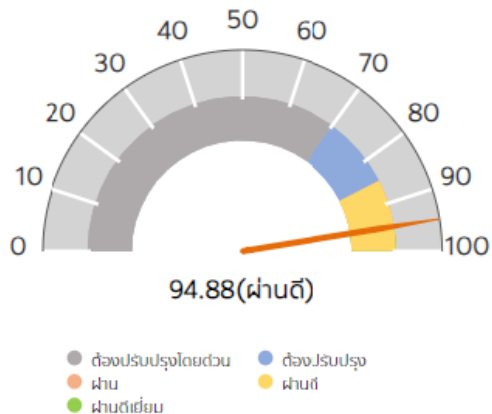 50
40
60
30
70
20
80
10
90
0
100
94.88(ผ่านดี)
ต้องปรับปรุงโดยด่วน
ต้องปรับปรุง
ผ่าน
ผ่านดี
ผ่านดีเยี่ยม